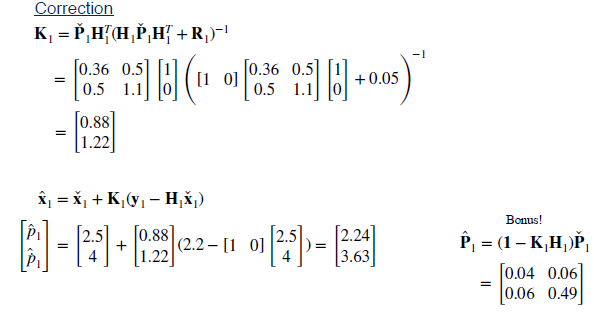 Correction
K₁ = P̌₁H₁ᵀ(H₁P̌₁H₁ᵀ + R₁)⁻¹
= [0.36 0.5; 0.5 1.1] [1; 0] ( [1 0] [0.36 0.5; 0.5 1.1] [1; 0] + 0.05 )⁻¹
= [0.88; 1.22]
x̂₁ = x̌₁ + K₁(y₁ − H₁x̌₁)
[p̂₁; p̂₁] = [2.5; 4] + [0.88; 1.22] (2.2 − [1 0] [2.5; 4]) = [2.24; 3.63]
Bonus!
P̂₁ = (1 − K₁H₁)P̌₁
= [0.04 0.06; 0.06 0.49]